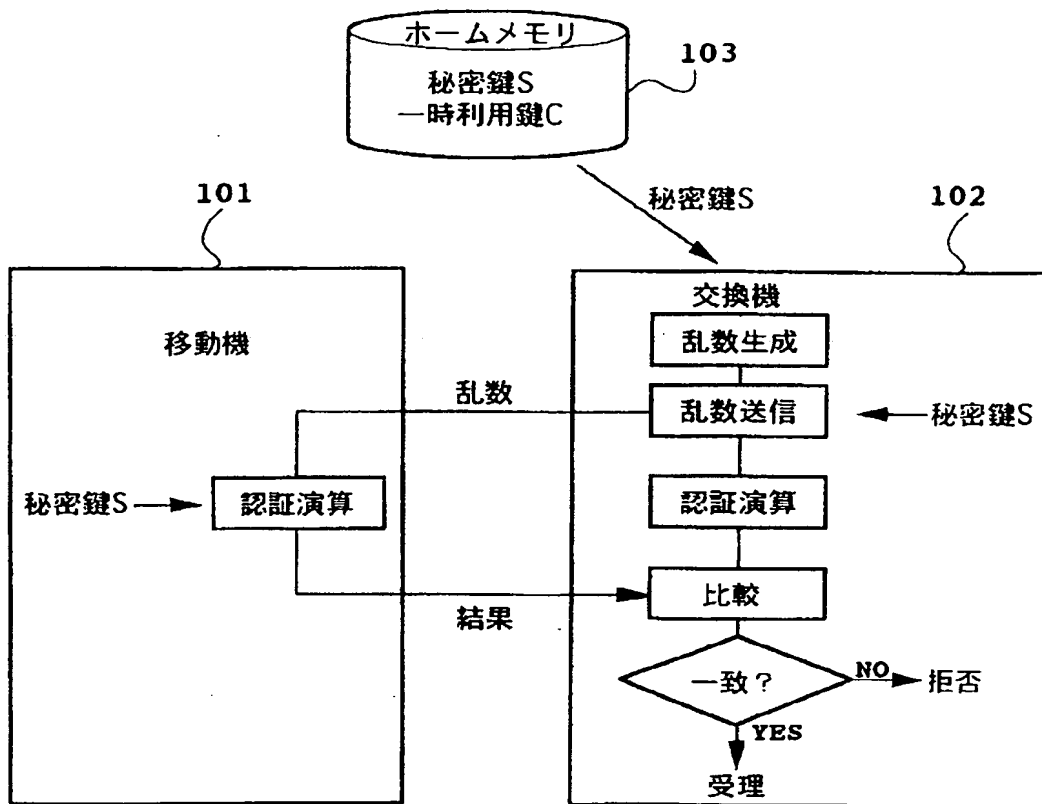 ホームメモリ
秘密鍵S
一時利用鍵C
103
秘密鍵S
101
102
移動機
交換機
乱数生成
乱数
乱数送信
秘密鍵S
秘密鍵S
認証演算
認証演算
結果
比較
一致?
NO
拒否
YES
受理